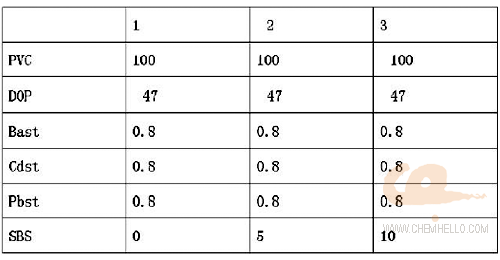 1 2 3
PVC 100 100 100
DOP 47 47 47
Bast 0.8 0.8 0.8
Cdst 0.8 0.8 0.8
Pbst 0.8 0.8 0.8
WWW.CHEMHELLO.COM
SBS 0 5 10